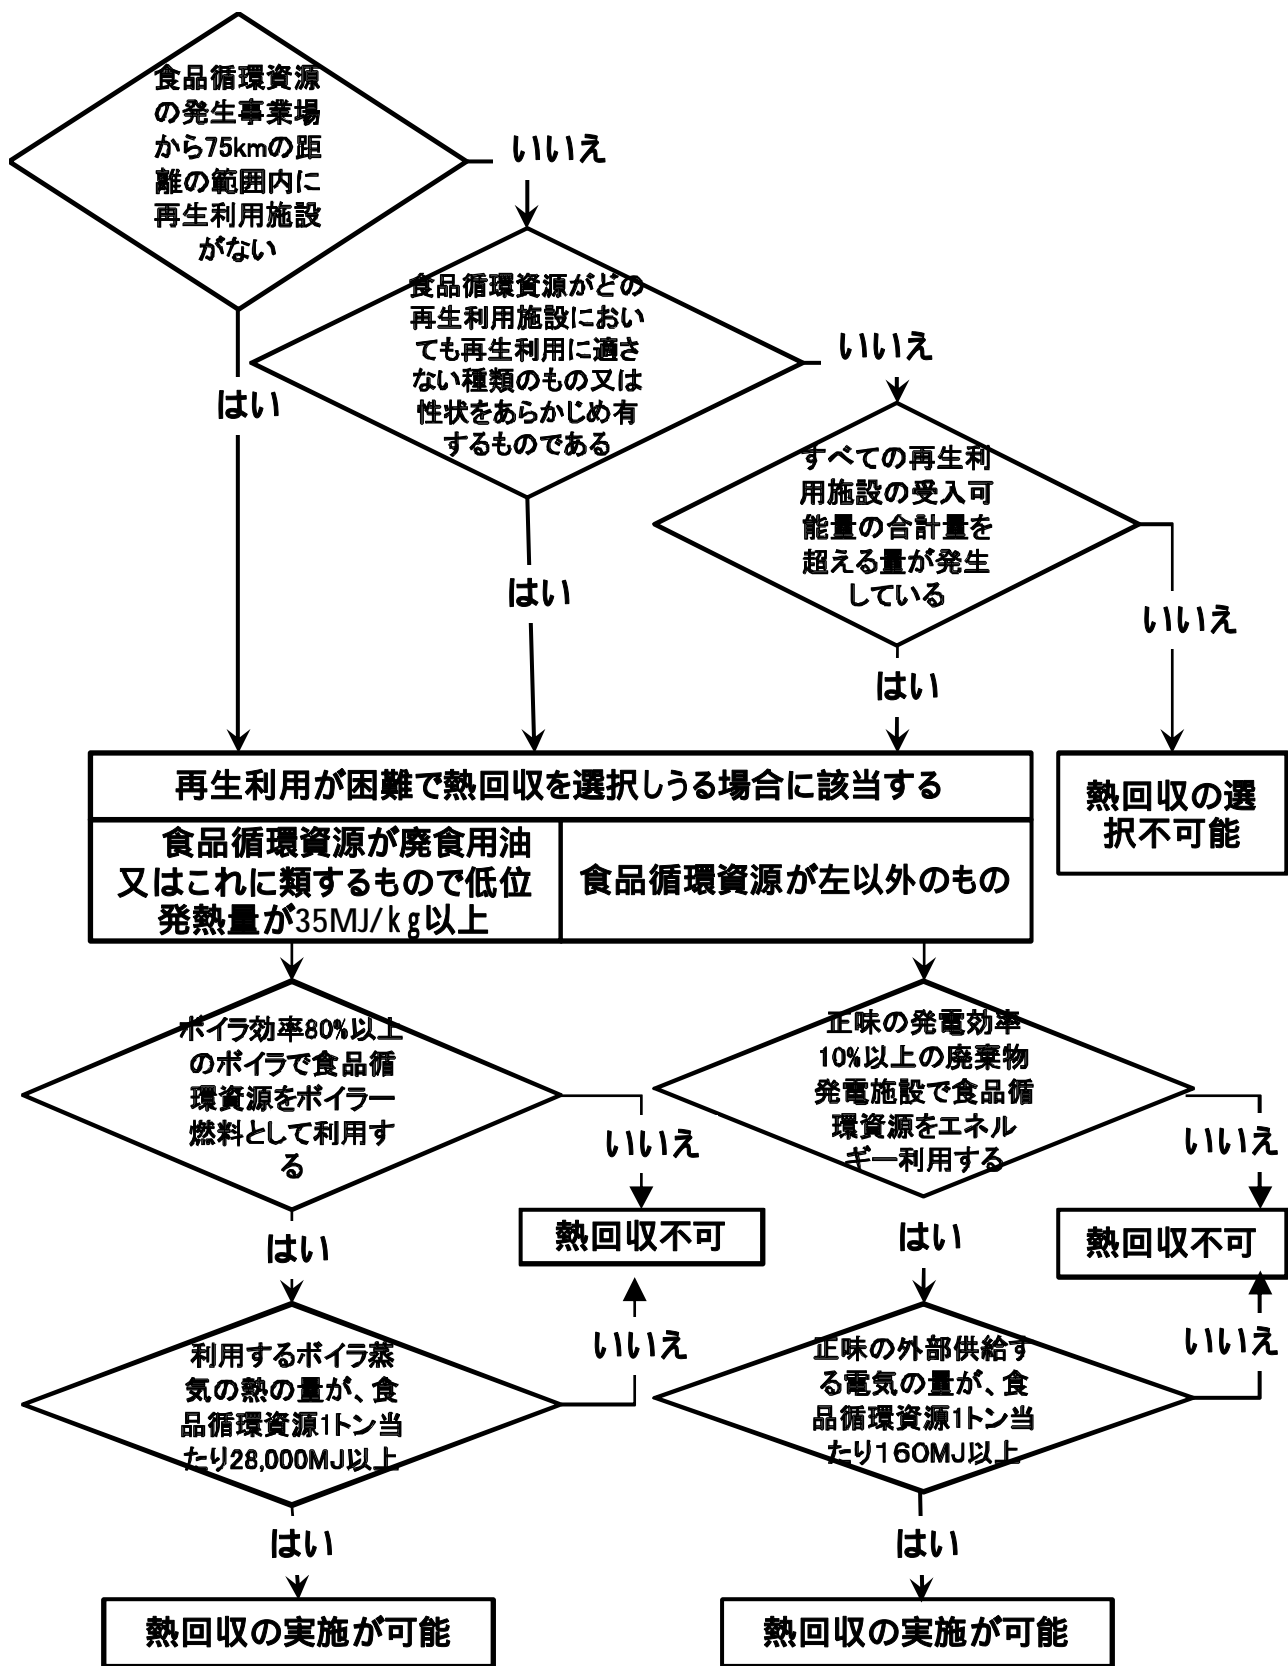 食品循環資源
の発生事業場
から75kmの距
離の範囲内に
再生利用施設
がない
いいえ
食品循環資源がどの
再生利用施設におい
ても再生利用に適さ
ない種類のもの又は
性状をあらかじめ有
するものである
いいえ
はい
すべての再生利
用施設の受入可
能量の合計量を
超える量が発生
している
はい
いいえ
はい
再生利用が困難で熱回収を選択しうる場合に該当する
熱回収の選
択不可能
食品循環資源が廃食用油
又はこれに類するもので低位
発熱量が35MJ/kg以上
食品循環資源が左以外のもの
ボイラ効率80%以上
のボイラで食品循
環資源をボイラー
燃料として利用す
る
正味の発電効率
10%以上の廃棄物
発電施設で食品循
環資源をエネル
ギー利用する
いいえ
いいえ
熱回収不可
熱回収不可
はい
はい
利用するボイラ蒸
気の熱の量が、食
品循環資源1トン当
たり28,000MJ以上
いいえ
正味の外部供給す
る電気の量が、食
品循環資源1トン当
たり160MJ以上
いいえ
はい
はい
熱回収の実施が可能
熱回収の実施が可能